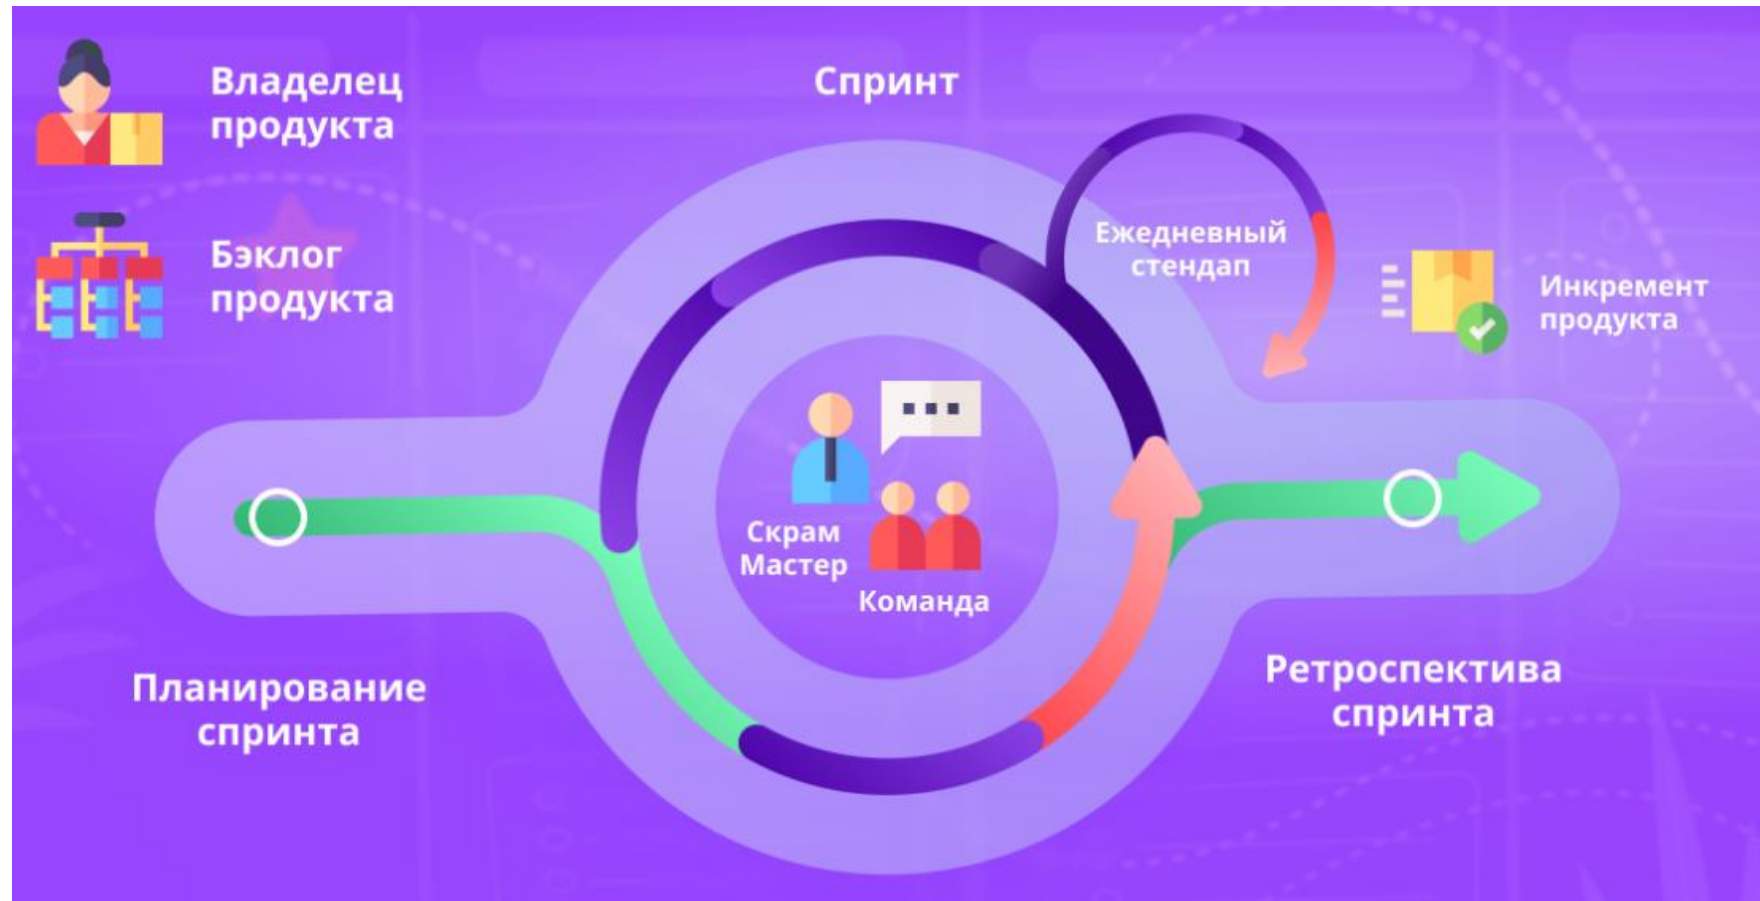 Владелец
продукта
Бэклог
продукта
Спринт
Ежедневный
стендап
Инкремент
продукта
Скрам
Мастер
Команда
Планирование
спринта
Ретроспектива
спринта